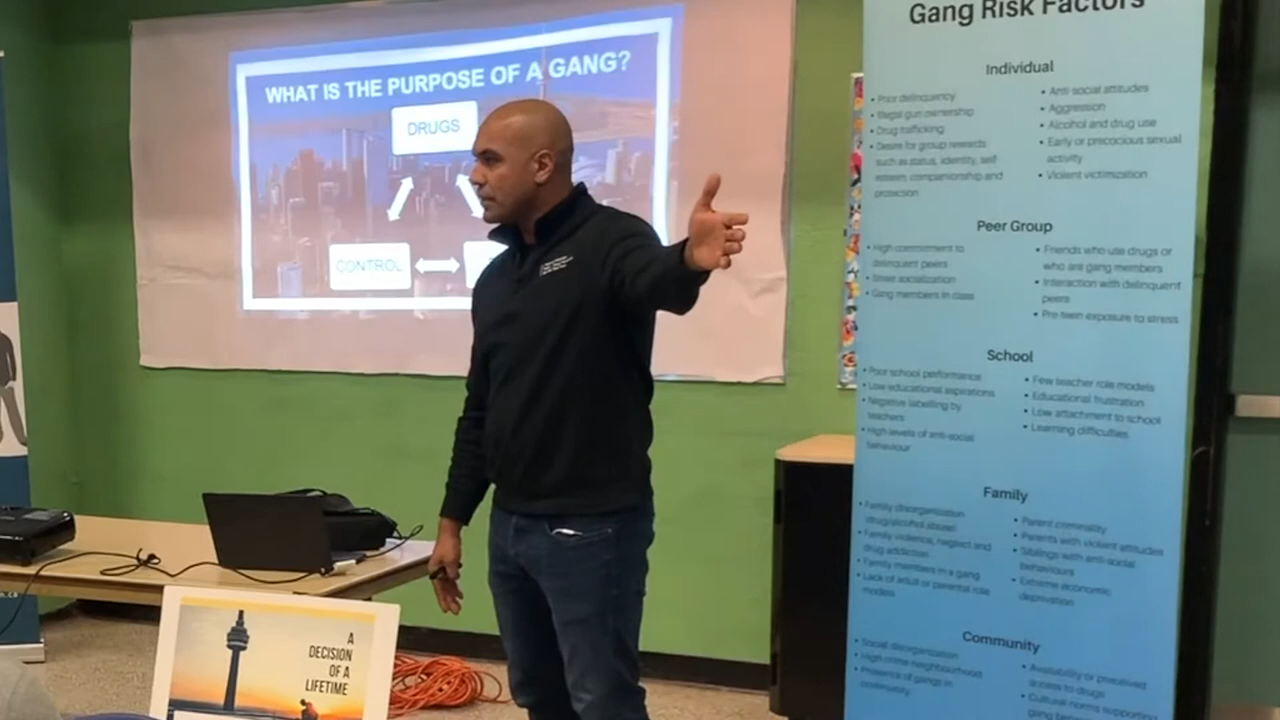 WHAT IS THE PURPOSE OF A GANG?
DRUGS
CONTROL
A
DECISION
OF A
LIFETIME
Gang Risk Factors
Individual
• Poor delinquency
• Illegal gun ownership
• Drug trafficking
• Desire for group rewards
such as status, identity, self
esteem, companionship and
protection
• Anti-social attitudes
• Aggression
• Alcohol and drug use
• Early or precocious sexual
activity
• Violent victimization
Peer Group
• High commitment to
delinquent peers
• Street socialization
• Gang members in class
• Friends who use drugs or
who are gang members
• Interaction with delinquent
peers
• Pre-teen exposure to stress
School
• Poor school performance
• Low educational aspirations
• Negative labelling by
teachers
• High levels of anti-social
behaviour
• Few teacher role models
• Educational frustration
• Low attachment to school
• Learning difficulties
Family
• Family disorganization
(drug/alcohol abuse)
• Family violence, neglect and
drug addiction
• Family members in a gang
• Lack of adult or parental role
models
• Parent criminality
• Parents with violent attitudes
• Siblings with anti-social
behaviours
• Extreme economic
deprivation
Community
• Social disorganization
• High crime neighbourhood
• Presence of gangs in
community
• Availability or perceived
access to drugs
• Cultural norms supporting